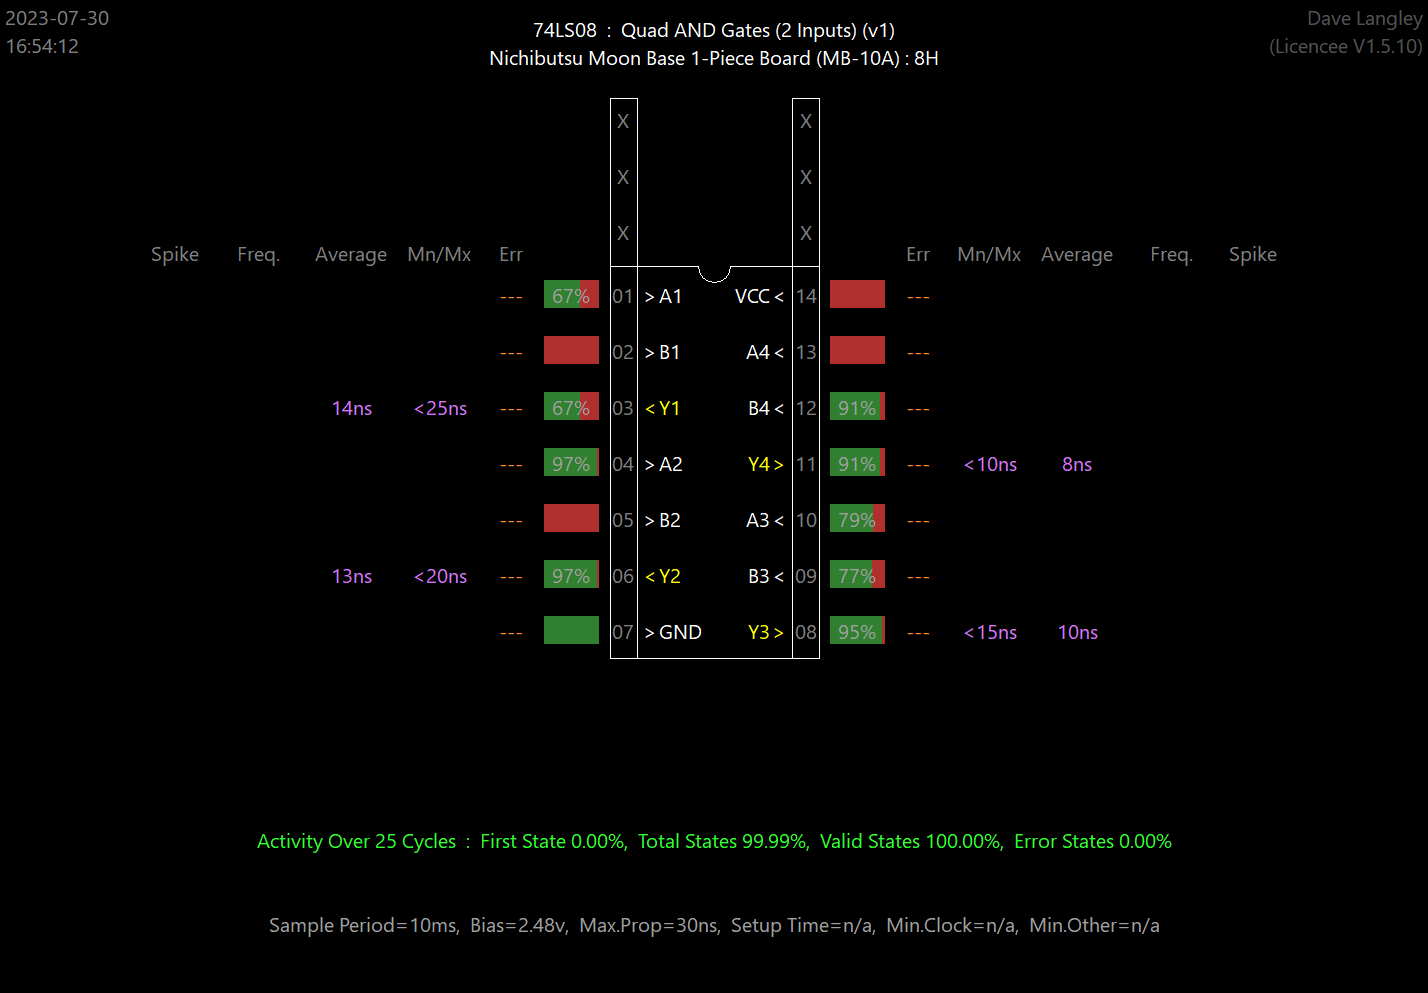 2023-07-30
16:54:12
74LS08 : Quad AND Gates (2 Inputs) (v1)
Nichibutsu Moon Base 1-Piece Board (MB-10A) : 8H
Dave Langley
(Licencee V1.5.10)
X X
X X
X X
Spike Freq. Average Mn/Mx Err Err Mn/Mx Average Freq. Spike
--- 67% 01 > A1 VCC < 14 ---
--- 02 > B1 A4 < 13 ---
14ns <25ns --- 67% 03 < Y1 B4 < 12 91% ---
--- 97% 04 > A2 Y4 > 11 91% --- <10ns 8ns
--- 05 > B2 A3 < 10 79% ---
13ns <20ns --- 97% 06 < Y2 B3 < 09 77% ---
--- 07 > GND Y3 > 08 95% --- <15ns 10ns
Activity Over 25 Cycles : First State 0.00%, Total States 99.99%, Valid States 100.00%, Error States 0.00%
Sample Period=10ms, Bias=2.48v, Max.Prop=30ns, Setup Time=n/a, Min.Clock=n/a, Min.Other=n/a